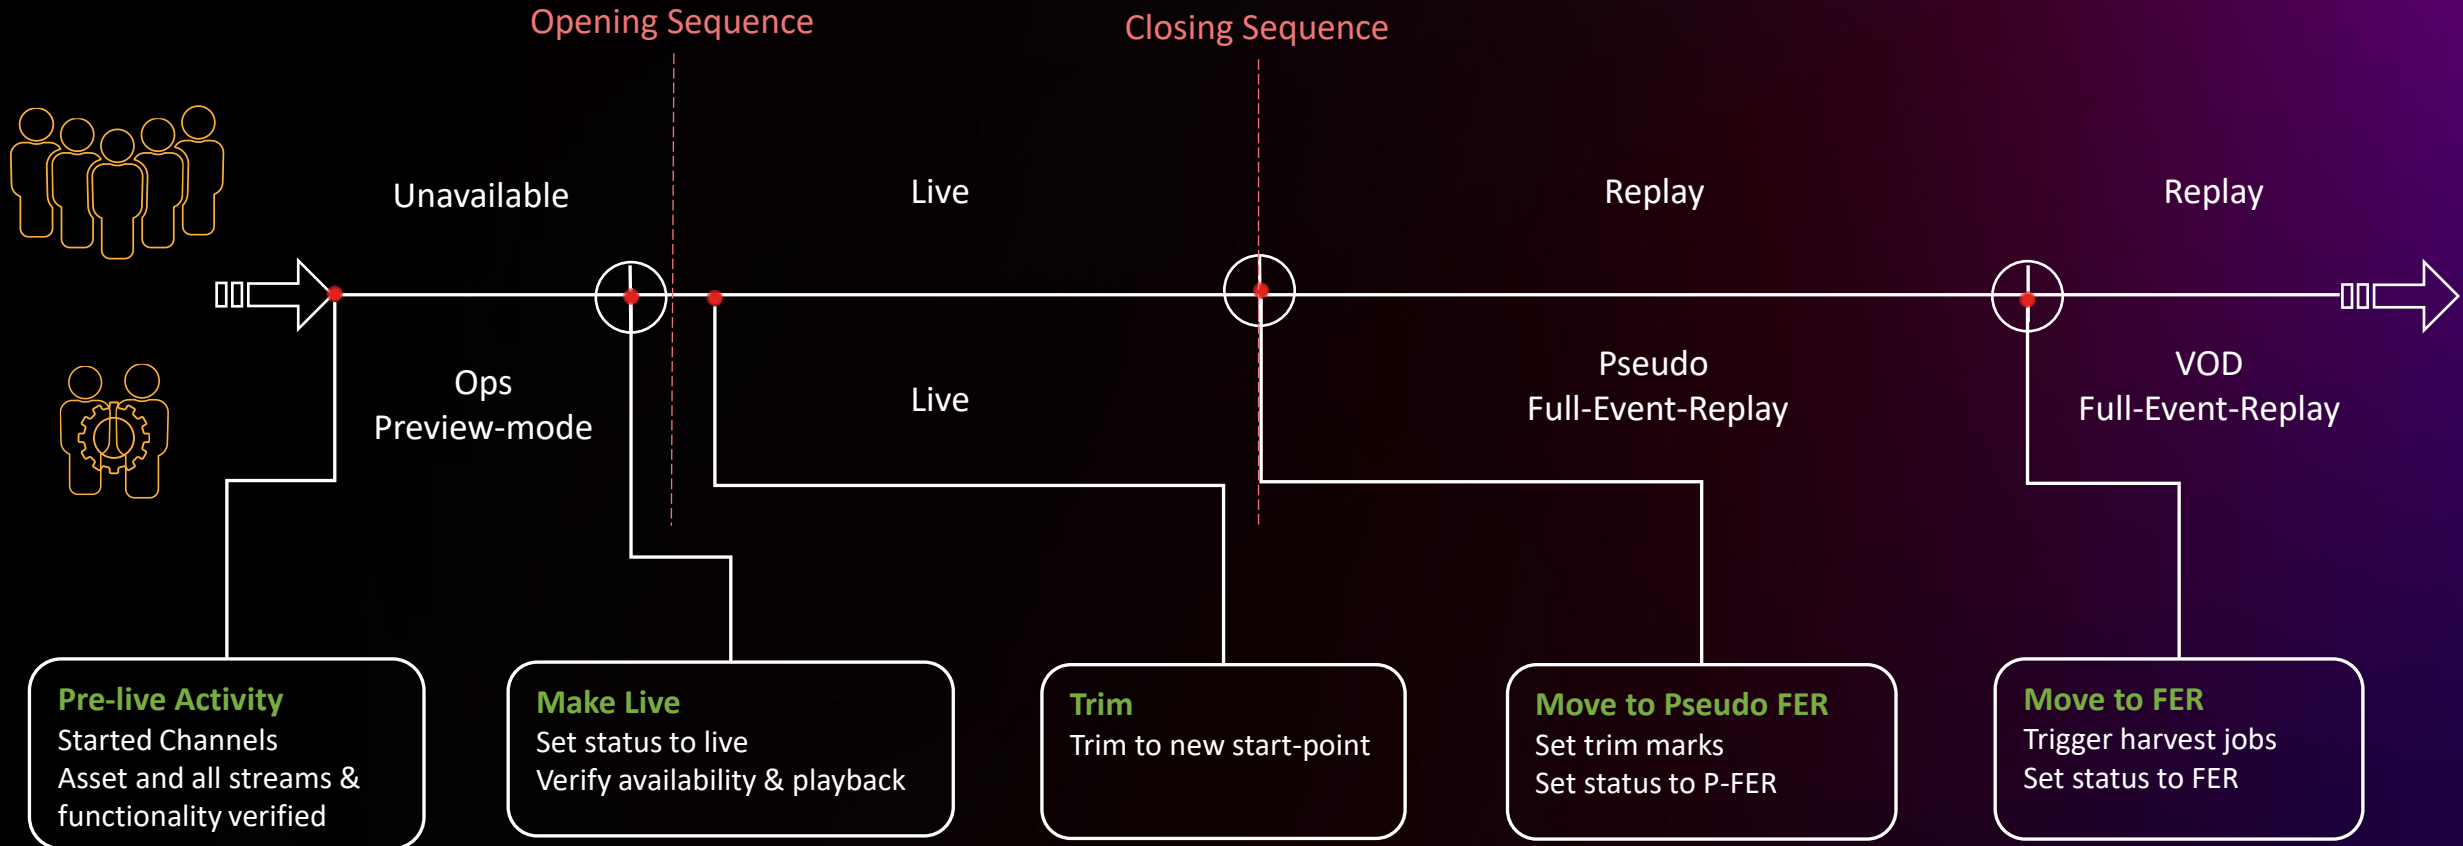 Opening Sequence
Closing Sequence
Unavailable
Live
Replay
Replay
Ops
Preview-mode
Live
Pseudo
Full-Event-Replay
VOD
Full-Event-Replay
Pre-live Activity
Started Channels
Asset and all streams &
functionality verified
Make Live
Set status to live
Verify availability & playback
Trim
Trim to new start-point
Move to Pseudo FER
Set trim marks
Set status to P-FER
Move to FER
Trigger harvest jobs
Set status to FER